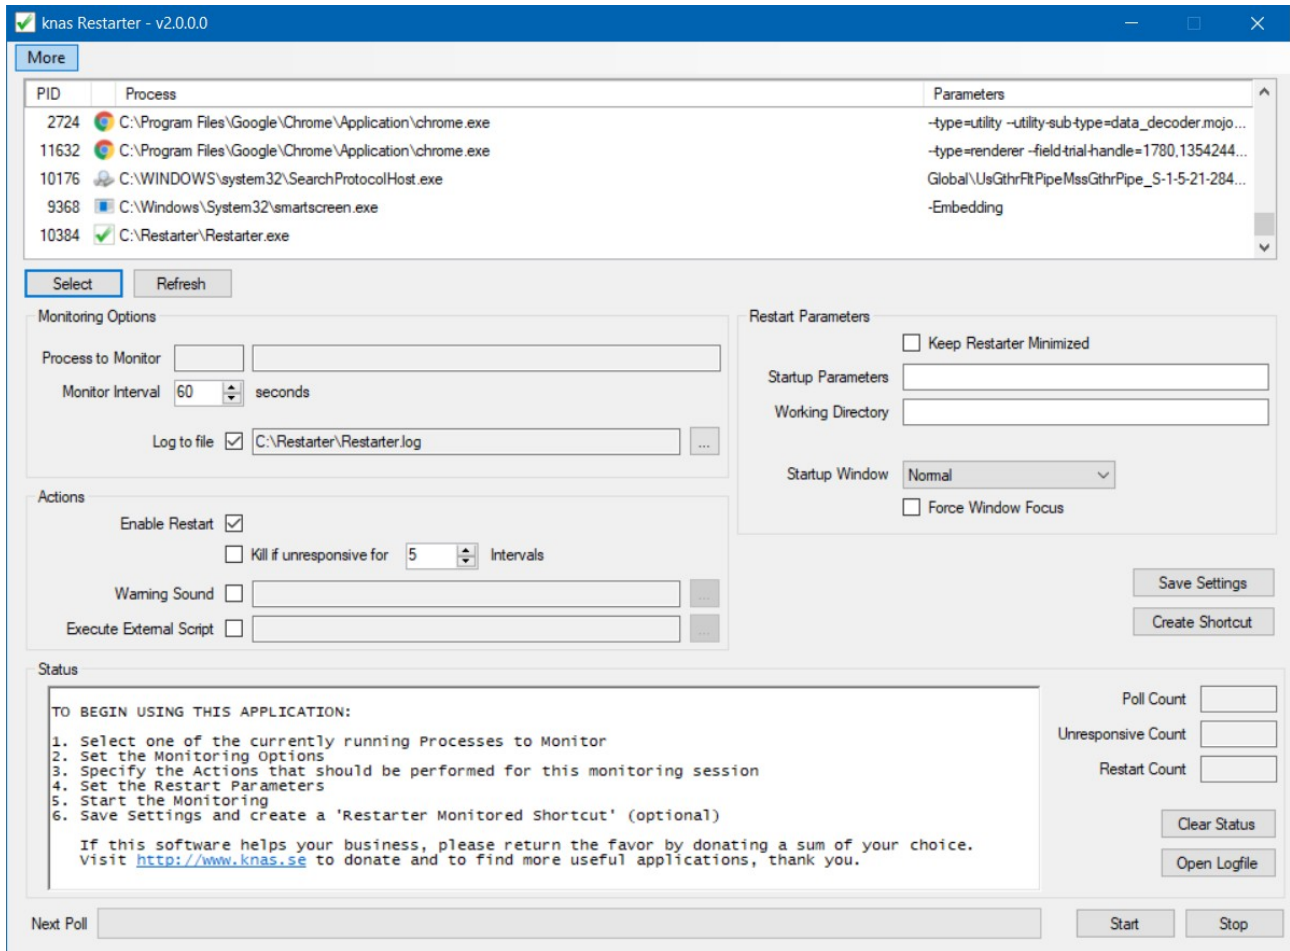 knas Restarter - v2.0.0.0
More
PID Process Parameters
2724 C:\Program Files\Google\Chrome\Application\chrome.exe --type=utility --utility-sub-type=data_decoder.mojo...
11632 C:\Program Files\Google\Chrome\Application\chrome.exe --type=renderer --field-trial-handle=1780,1354244...
10176 C:\WINDOWS\system32\SearchProtocolHost.exe Global\UsGthrFltPipeMssGthrPipe_S-1-5-21-284...
9368 C:\Windows\System32\smartscreen.exe -Embedding
10384 C:\Restarter\Restarter.exe
Select Refresh
Monitoring Options
Process to Monitor
Monitor Interval 60 seconds
Log to file C:\Restarter\Restarter.log ...
Restart Parameters
Keep Restarter Minimized
Startup Parameters
Working Directory
Startup Window Normal
Force Window Focus
Actions
Enable Restart
Kill if unresponsive for 5 Intervals
Warning Sound ...
Execute External Script ...
Save Settings
Create Shortcut
Status
TO BEGIN USING THIS APPLICATION:
1. Select one of the currently running Processes to Monitor
2. Set the Monitoring Options
3. Specify the Actions that should be performed for this monitoring session
4. Set the Restart Parameters
5. Start the Monitoring
6. Save Settings and create a 'Restarter Monitored Shortcut' (optional)
If this software helps your business, please return the favor by donating a sum of your choice.
Visit http://www.knas.se to donate and to find more useful applications, thank you.
Poll Count
Unresponsive Count
Restart Count
Clear Status
Open Logfile
Next Poll Start Stop